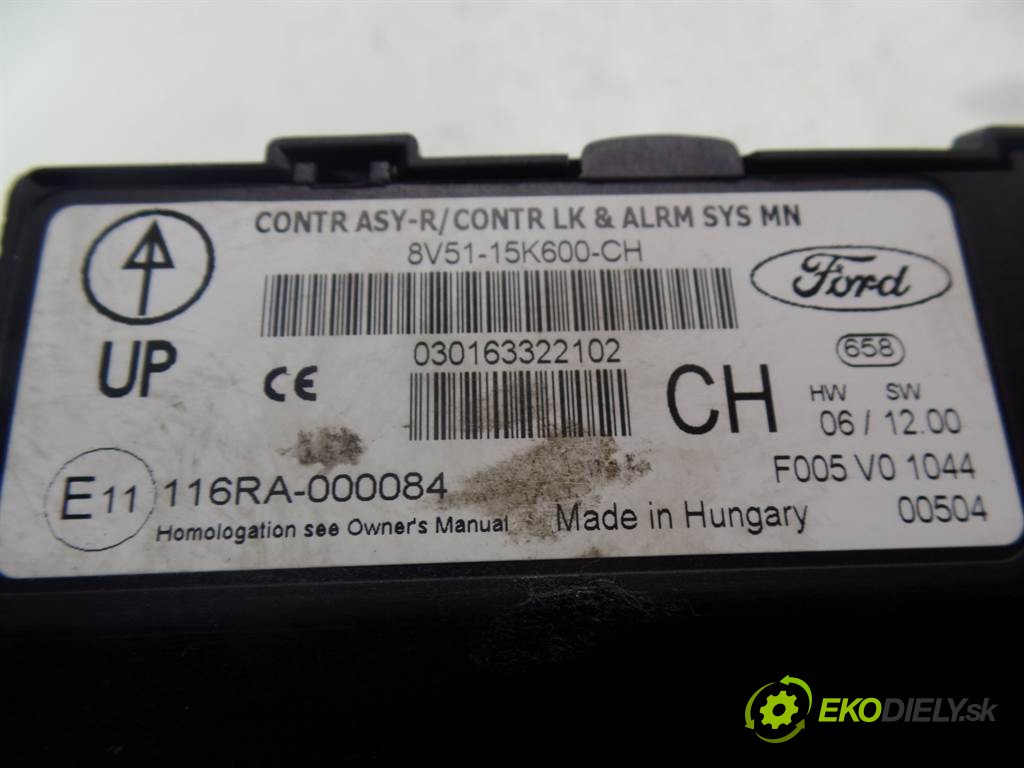 CONTR ASY-R/CONTR LK & ALRM SYS MN
8V51-15K600-CH
Ford
UP
030163322102
CE
CH
658
HW SW
06 / 12.00
E11
116RA-000084
F005 V0 1044
Homologation see Owner's Manual
Made in Hungary
00504
EKODIELY.sk